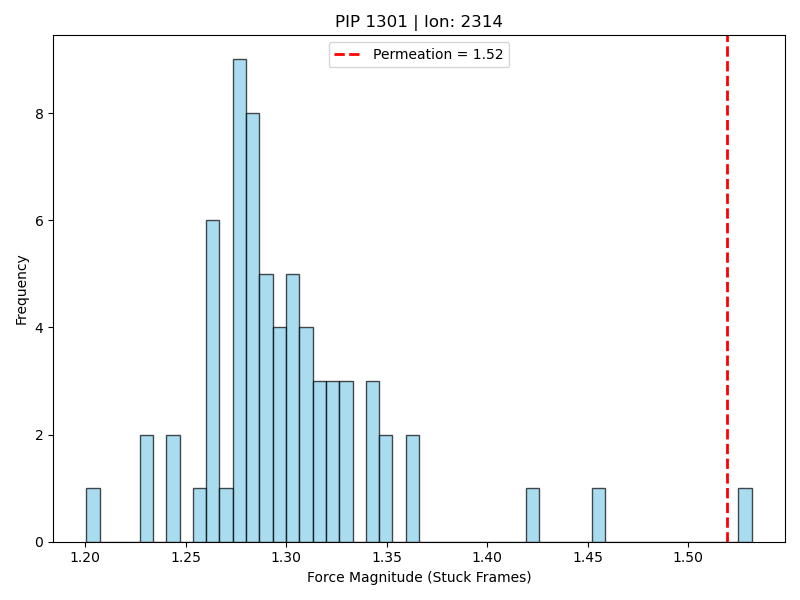 PIP 1301 | Ion: 2314
Permeation = 1.52
Frequency
8
6
4
2
0
1.20 1.25 1.30 1.35 1.40 1.45 1.50
Force Magnitude (Stuck Frames)